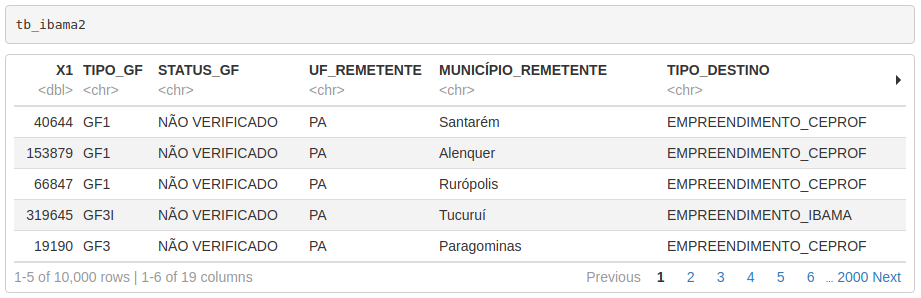 tb_ibama2
X1 TIPO_GF STATUS_GF UF_REMETENTE MUNICÍPIO_REMETENTE TIPO_DESTINO
<dbl> <chr> <chr> <chr> <chr> <chr>
40644 GF1 NÃO VERIFICADO PA Santarém EMPREENDIMENTO_CEPROF
153879 GF1 NÃO VERIFICADO PA Alenquer EMPREENDIMENTO_CEPROF
66847 GF1 NÃO VERIFICADO PA Rurópolis EMPREENDIMENTO_CEPROF
319645 GF3I NÃO VERIFICADO PA Tucuruí EMPREENDIMENTO_IBAMA
19190 GF3 NÃO VERIFICADO PA Paragominas EMPREENDIMENTO_CEPROF
1-5 of 10,000 rows | 1-6 of 19 columns Previous 1 2 3 4 5 6 ... 2000 Next